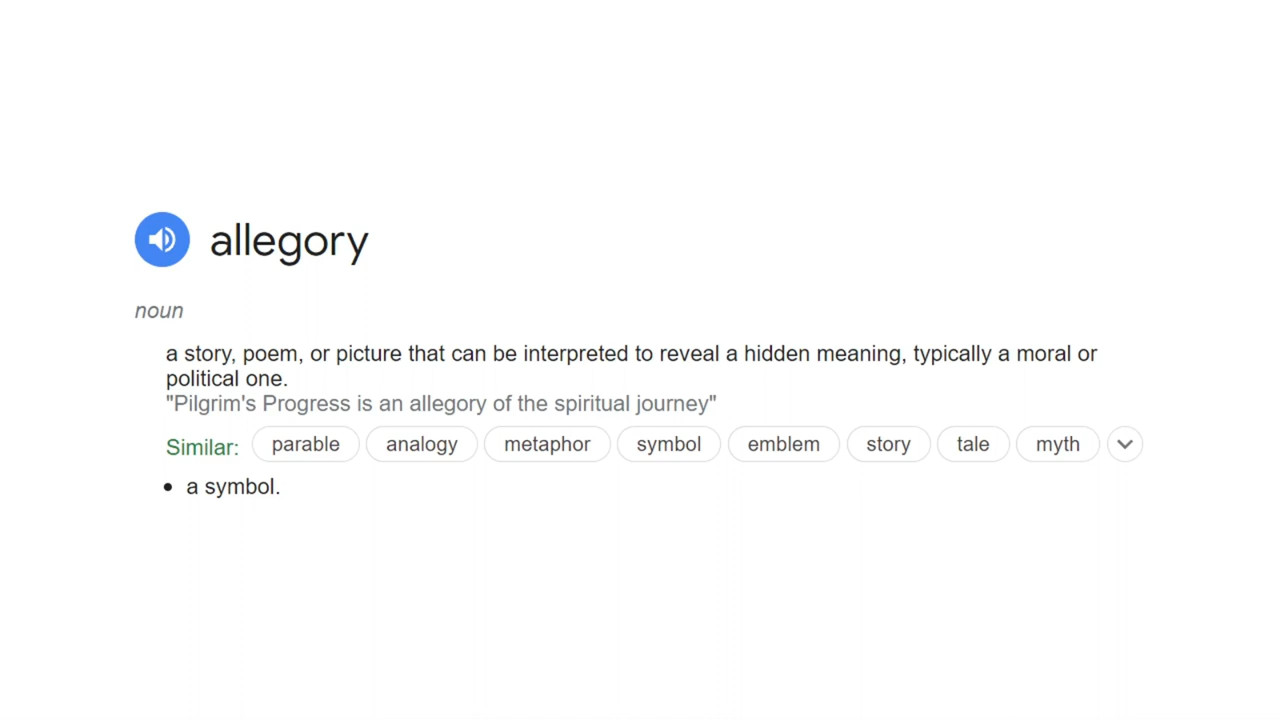 allegory
noun
a story, poem, or picture that can be interpreted to reveal a hidden meaning, typically a moral or
political one.
"Pilgrim's Progress is an allegory of the spiritual journey"
Similar: parable analogy metaphor symbol emblem story tale myth
• a symbol.